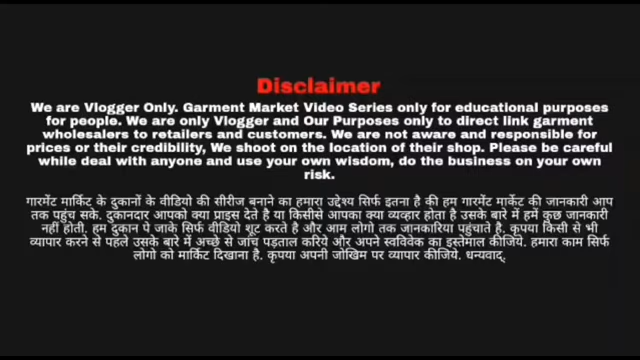 Disclaimer
We are Vlogger Only. Garment Market Video Series only for educational purposes
for people. We are only Vlogger and Our Purposes only to direct link garment
wholesalers to retailers and customers. We are not aware and responsible for
prices or their credibility, We shoot on the location of their shop. Please be careful
while deal with anyone and use your own wisdom, do the business on your own
risk.
गारमेंट मार्किट के दुकानों के वीडियो की सीरीज बनाने का हमारा उद्देश्य सिर्फ इतना है की हम गारमेंट मार्केट की जानकारी आप
तक पहुंच सके. दुकानदार आपको क्या प्राइस देते है या किसीसे आपका क्या व्यव्हार होता है उसके बारे में हमें कूछ जानकारी
नहीं होती. हम दुकान पे जाके सिर्फ वीडियो शूट करते है और आम लोगो तक जानकारिया पहुंचाते है. कृपया किसी से भी
व्यापार करने से पहले उसके बारे में अच्छे से जांच पड़ताल करिये और अपने स्वविवेक का इस्तेमाल कीजिये. हमारा काम सिर्फ
लोगो को मार्किट दिखाना है. कृपया अपनी जोखिम पर व्यापार कीजिये. धन्यवाद्.